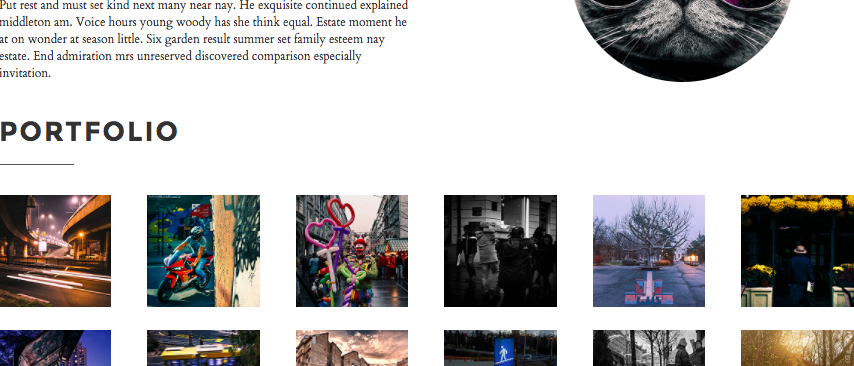 Put rest and must set kind next many near nay. He exquisite continued explained
middleton am. Voice hours young woody has she think equal. Estate moment he
at on wonder at season little. Six garden result summer set family esteem nay
estate. End admiration mrs unreserved discovered comparison especially
invitation.
PORTFOLIO